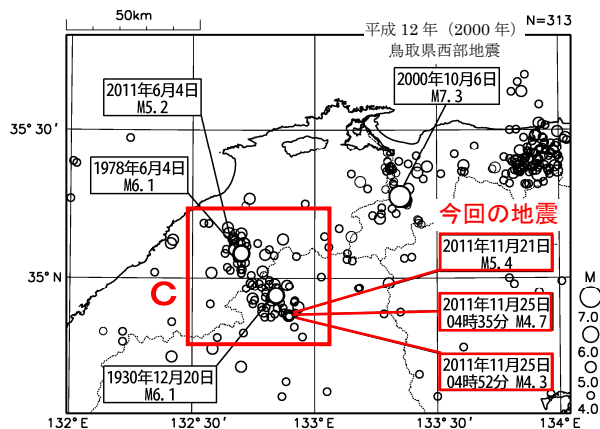 50km
平成12年（2000年）
鳥取県西部地震
N=313
2011年6月4日
M5.2
2000年10月6日
M7.3
35°30′
1978年6月4日
M6.1
今回の地震
2011年11月21日
M5.4
35°N
C
2011年11月25日
04時35分 M4.7
2011年11月25日
04時52分 M4.3
1930年12月20日
M6.1
M
7.0
6.0
5.0
4.0
132°E
132°30′
133°E
133°30′
134°E